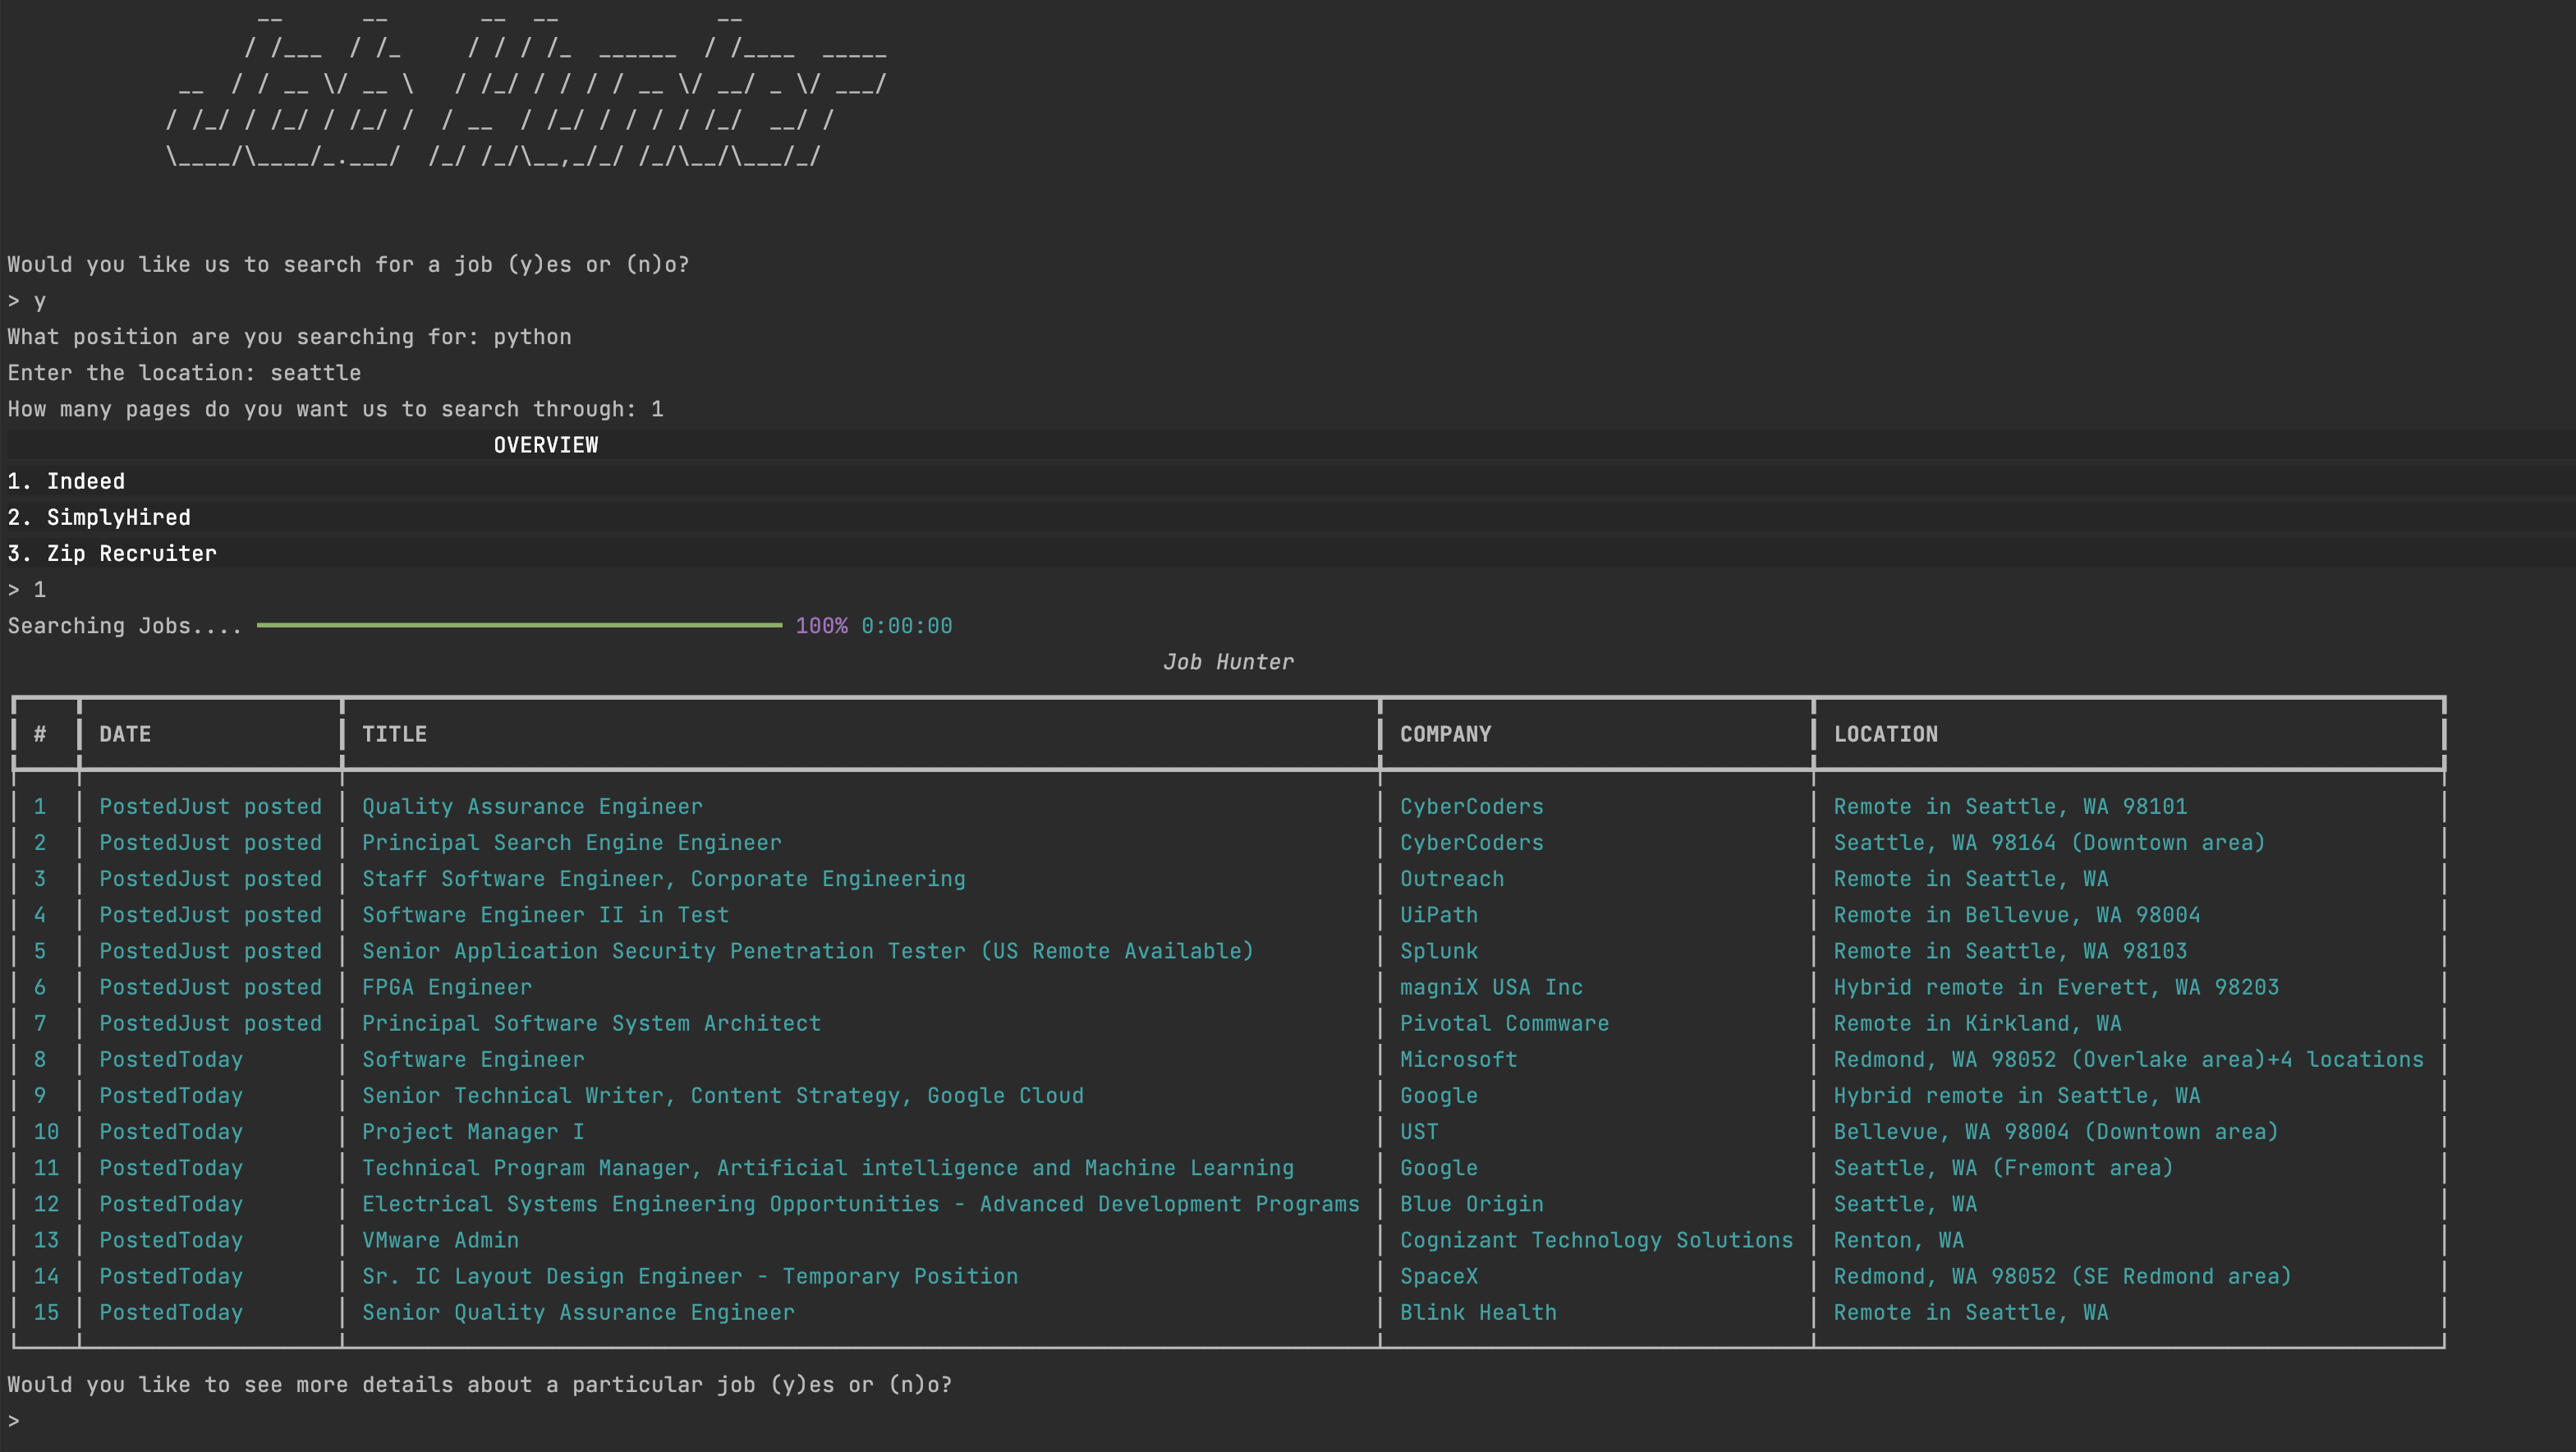 Job Hunter
Would you like us to search for a job (y)es or (n)o?
> y
What position are you searching for: python
Enter the location: seattle
How many pages do you want us to search through: 1
OVERVIEW
1. Indeed
2. SimplyHired
3. Zip Recruiter
> 1
Searching Jobs.... 100% 0:00:00
Job Hunter
# DATE TITLE COMPANY LOCATION
1 PostedJust posted Quality Assurance Engineer CyberCoders Remote in Seattle, WA 98101
2 PostedJust posted Principal Search Engine Engineer CyberCoders Seattle, WA 98164 (Downtown area)
3 PostedJust posted Staff Software Engineer, Corporate Engineering Outreach Remote in Seattle, WA
4 PostedJust posted Software Engineer II in Test UiPath Remote in Bellevue, WA 98004
5 PostedJust posted Senior Application Security Penetration Tester (US Remote Available) Splunk Remote in Seattle, WA 98103
6 PostedJust posted FPGA Engineer magniX USA Inc Hybrid remote in Everett, WA 98203
7 PostedJust posted Principal Software System Architect Pivotal Commware Remote in Kirkland, WA
8 PostedToday Software Engineer Microsoft Redmond, WA 98052 (Overlake area)+4 locations
9 PostedToday Senior Technical Writer, Content Strategy, Google Cloud Google Hybrid remote in Seattle, WA
10 PostedToday Project Manager I UST Bellevue, WA 98004 (Downtown area)
11 PostedToday Technical Program Manager, Artificial intelligence and Machine Learning Google Seattle, WA (Fremont area)
12 PostedToday Electrical Systems Engineering Opportunities - Advanced Development Programs Blue Origin Seattle, WA
13 PostedToday VMware Admin Cognizant Technology Solutions Renton, WA
14 PostedToday Sr. IC Layout Design Engineer - Temporary Position SpaceX Redmond, WA 98052 (SE Redmond area)
15 PostedToday Senior Quality Assurance Engineer Blink Health Remote in Seattle, WA
Would you like to see more details about a particular job (y)es or (n)o?
>